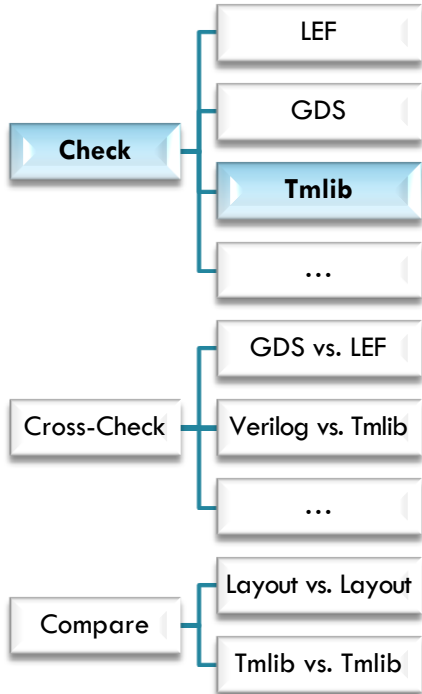 Check
LEF
GDS
Tmlib
...
Cross-Check
GDS vs. LEF
Verilog vs. Tmlib
...
Compare
Layout vs. Layout
Tmlib vs. Tmlib